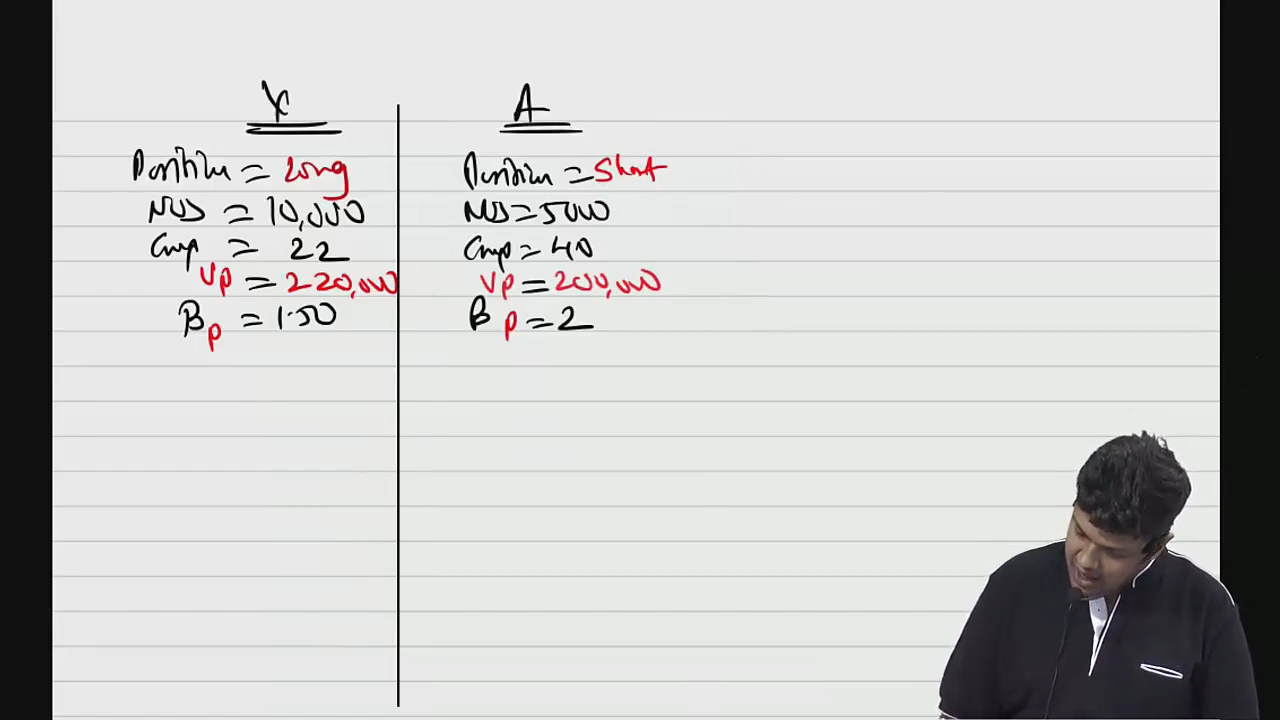 X
Position = Long
NOS = 10,000
Cmp = 22
VP = 220,000
BP = 1.50
A
Position = Short
NOS = 5000
Cmp = 40
VP = 200,000
BP = 2